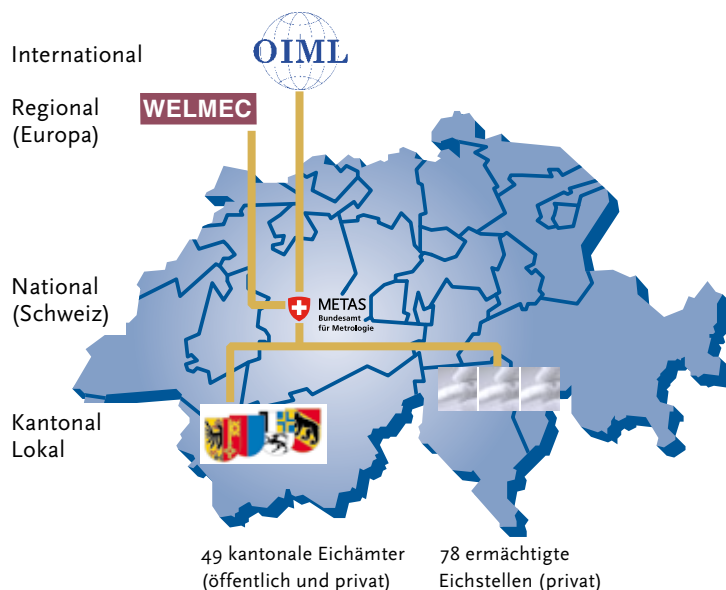 International
OIML
Regional
(Europa)
WELMEC
National
(Schweiz)
METAS
Bundesamt
für Metrologie
Kantonal
Lokal
49 kantonale Eichämter
(öffentlich und privat)
78 ermächtigte
Eichstellen (privat)